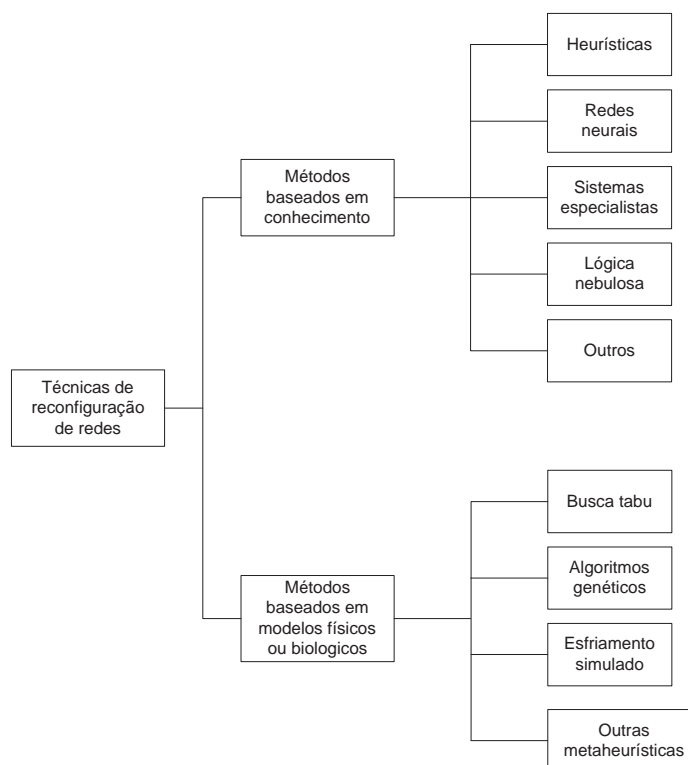 Heurísticas
Redes
neurais
Métodos
baseados em
conhecimento
Sistemas
especialistas
Lógica
nebulosa
Outros
Técnicas de
reconfiguração
de redes
Busca tabu
Algoritmos
genéticos
Métodos
baseados em
modelos físicos
ou biologicos
Esfriamento
simulado
Outras
metaheurísticas